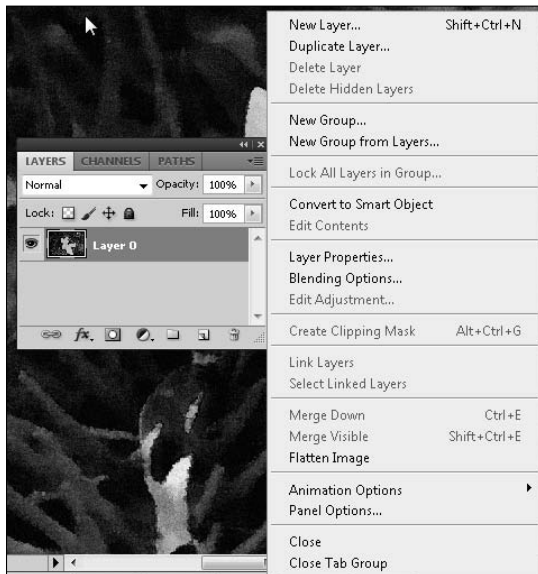 LAYERS CHANNELS PATHS
Normal Opacity: 100%
Lock: Fill: 100%
Layer 0
fx.
New Layer... Shift+Ctrl+N
Duplicate Layer...
Delete Layer
Delete Hidden Layers
New Group...
New Group from Layers...
Lock All Layers in Group...
Convert to Smart Object
Edit Contents
Layer Properties...
Blending Options...
Edit Adjustment...
Create Clipping Mask Alt+Ctrl+G
Link Layers
Select Linked Layers
Merge Down Ctrl+E
Merge Visible Shift+Ctrl+E
Flatten Image
Animation Options
Panel Options...
Close
Close Tab Group